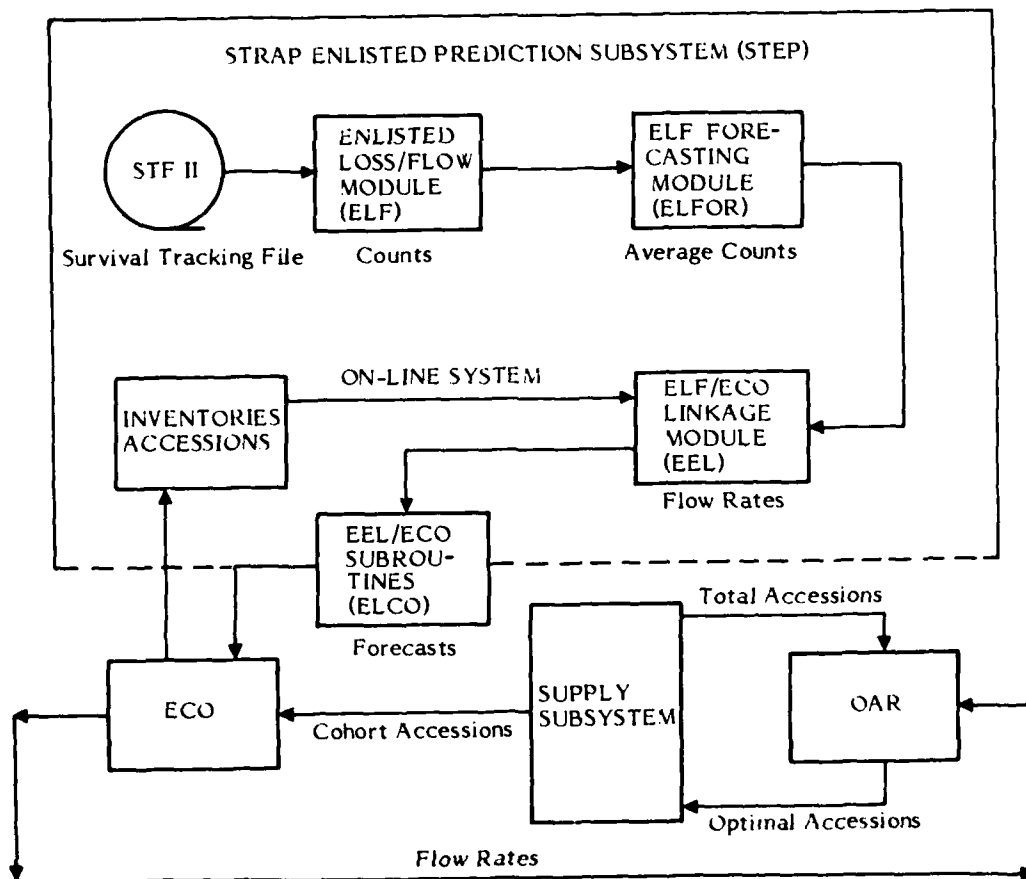 STRAP ENLISTED PREDICTION SUBSYSTEM (STEP)
STF II
Survival Tracking File
ENLISTED
LOSS/FLOW
MODULE
(ELF)
Counts
ELF FORE-
CASTING
MODULE
(ELFOR)
Average Counts
INVENTORIES
ACCESSIONS
ON-LINE SYSTEM
ELF/ECO
LINKAGE
MODULE
(EEL)
Flow Rates
EEL/ECO
SUBROU-
TINES
(ELCO)
Forecasts
ECO
Cohort Accessions
SUPPLY
SUBSYSTEM
Total Accessions
OAR
Optimal Accessions
Flow Rates